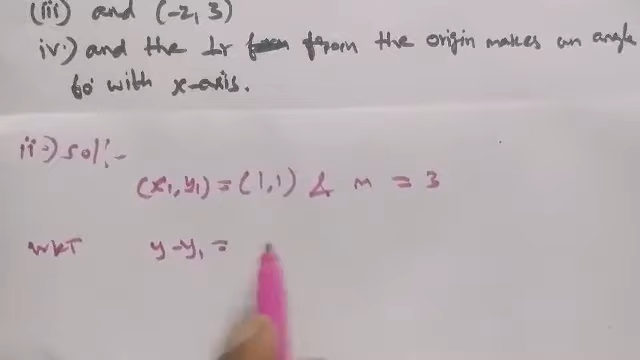 (iii) and (-2, 3)
iv.) and the ⊥r from the origin makes an angle
60 with x-axis.
ii.) sol:-
(x₁, y₁) = (1,1) & m = 3
WKT y - y₁ =